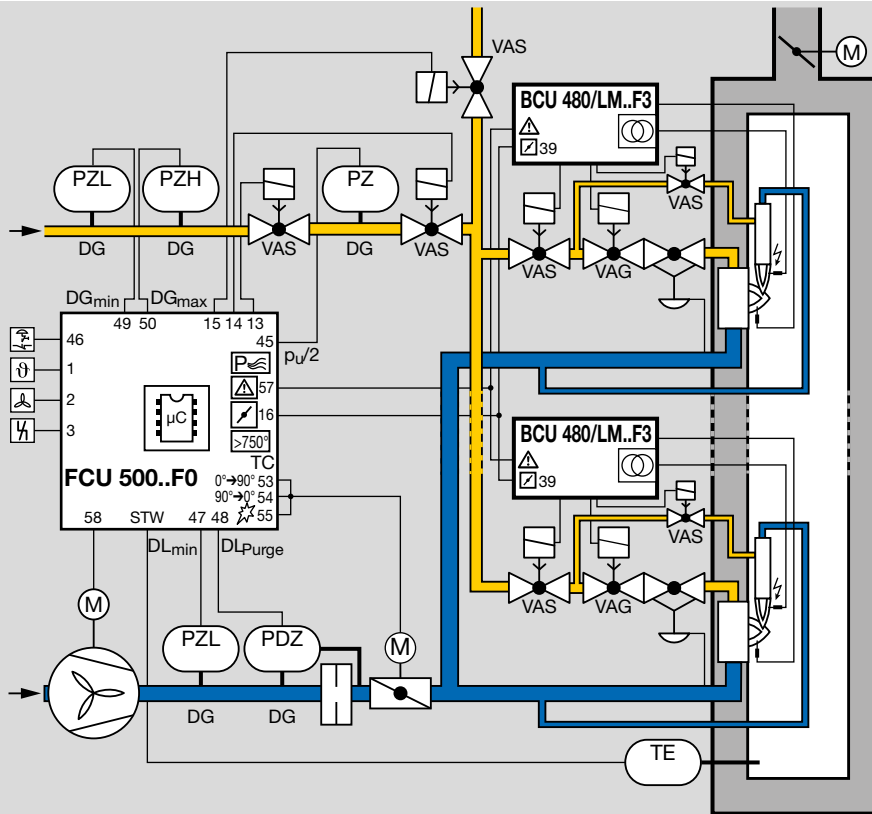 M
VAS
BCU 480/LM..F3
39
PZL
PZH
PZ
VAS
DG
DG
VAS
DG
VAS
VAS
VAG
DGmin
DGmax
49 50
15 14 13
46
45
pu/2
1
P
57
2
µC
16
3
>750°
BCU 480/LM..F3
TC
FCU 500..F0
0°→90° 53
90°→0° 54
39
55
58
STW
47 48
VAS
DLmin
DLPurge
VAS
VAG
M
PZL
PDZ
M
DG
DG
TE